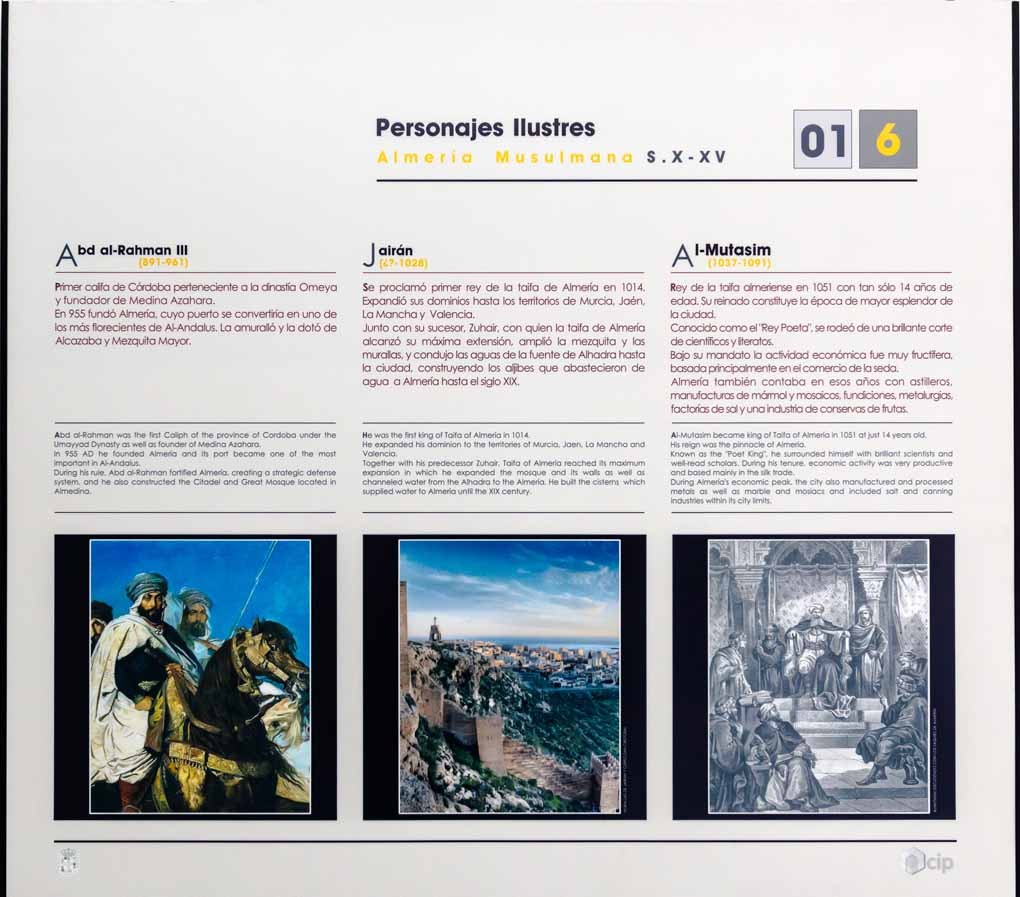 Personajes Ilustres
Almería Musulmana S.X-XV
01 6
Abd al-Rahman III
(891-961)
Primer califa de Córdoba perteneciente a la dinastía Omeya
y fundador de Medina Azahara.
En 955 fundó Almería, cuyo puerto se convertiría en uno de
los más florecientes de Al-Andalus. La amuralló y la dotó de
Alcazaba y Mezquita Mayor.
Abd al-Rahman was the first Caliph of the province of Cordoba under the
Umayyad Dynasty as well as founder of Medina Azahara.
In 955 AD he founded Almeria and its port became one of the most
important in Al-Andalus.
During his rule, Abd al-Rahman fortified Almeria, creating a strategic defense
system, and he also constructed the Citadel and Great Mosque located in
Almedina.
Jairán
(¿?-1028)
Se proclamó primer rey de la taifa de Almería en 1014.
Expandió sus dominios hasta los territorios de Murcia, Jaén,
La Mancha y Valencia.
Junto con su sucesor, Zuhair, con quien la taifa de Almería
alcanzó su máxima extensión, amplió la mezquita y las
murallas, y condujo las aguas de la fuente de Alhadra hasta
la ciudad, construyendo los aljibes que abastecieron de
agua a Almería hasta el siglo XIX.
He was the first king of Taifa of Almeria in 1014.
He expanded his dominion to the territories of Murcia, Jaen, La Mancha and
Valencia.
Together with his predecessor Zuhair, Taifa of Almeria reached its maximum
expansion in which he expanded the mosque and its walls as well as
channeled water from the Alhadra to the Almeria. He built the cisterns which
supplied water to Almeria until the XIX century.
Al-Mutasim
(1037-1091)
Rey de la taifa almeriense en 1051 con tan sólo 14 años de
edad. Su reinado constituye la época de mayor esplendor de
la ciudad.
Conocido como el "Rey Poeta", se rodeó de una brillante corte
de científicos y literatos.
Bajo su mandato la actividad económica fue muy fructífera,
basada principalmente en el comercio de la seda.
Almería también contaba en esos años con astilleros,
manufacturas de mármol y mosaicos, fundiciones, metalurgias,
factorías de sal y una industria de conservas de frutas.
Al-Mutasim became king of Taifa of Almeria in 1051 at just 14 years old.
His reign was the pinnacle of Almeria.
Known as the "Poet King", he surrounded himself with brilliant scientists and
well-read scholars. During his tenure, economic activity was very productive
and based mainly in the silk trade.
During Almeria's economic peak, the city also manufactured and processed
metals as well as marble and mosiacs and included salt and canning
industries within its city limits.
cip